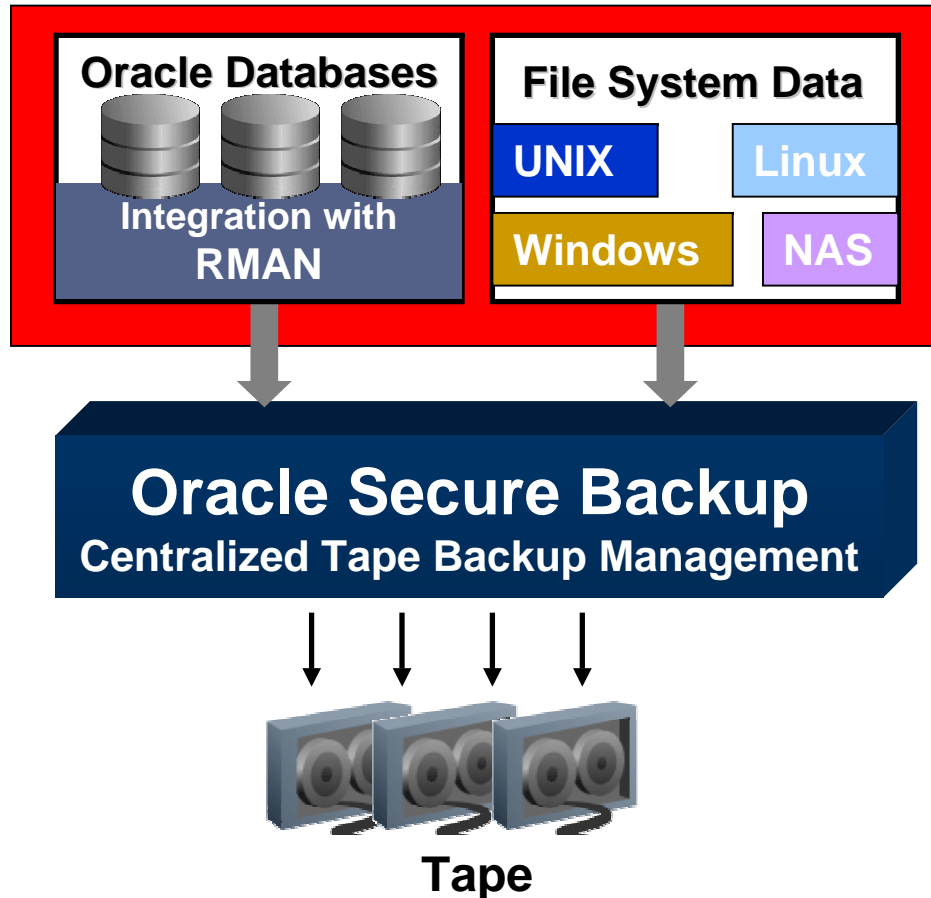 Oracle Databases
Integration with
RMAN
File System Data
UNIX
Linux
Windows
NAS
Oracle Secure Backup
Centralized Tape Backup Management
Tape